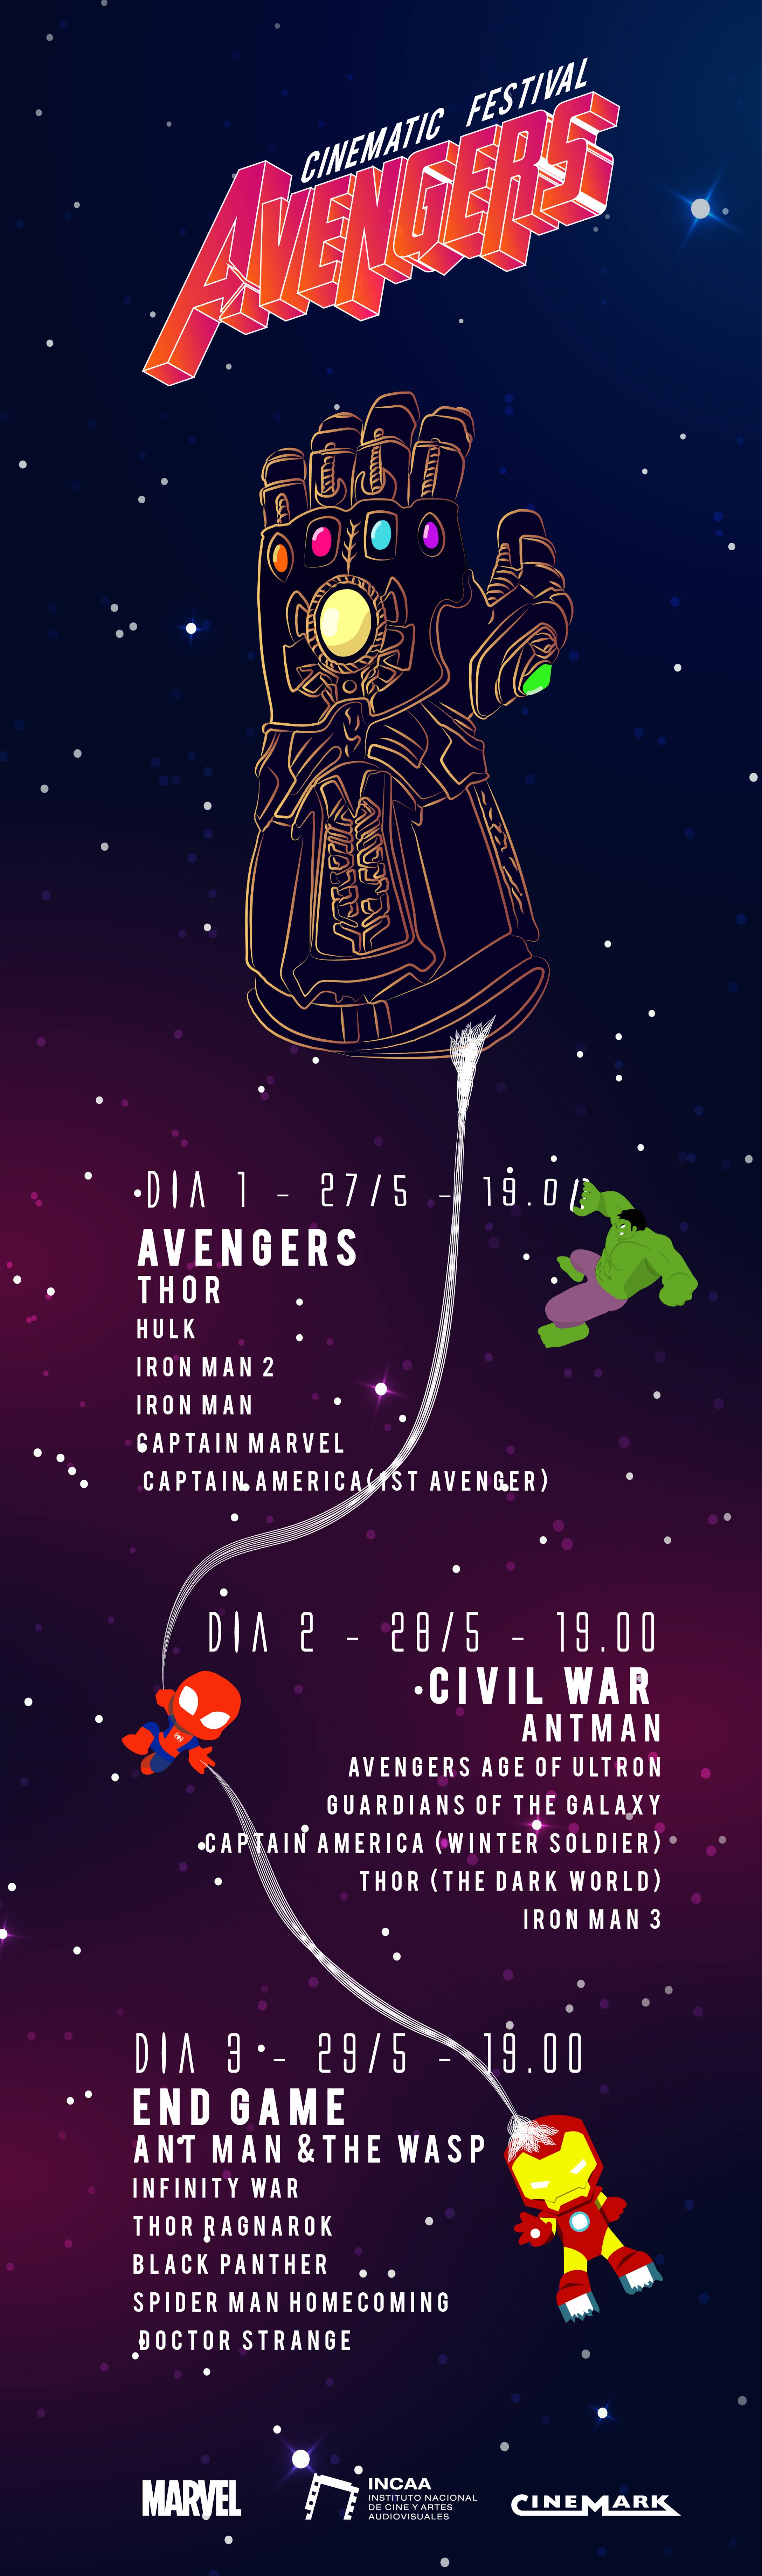 CINEMATIC FESTIVAL
AVENGERS
DIA 1 - 27/5 - 19.00
AVENGERS
THOR
HULK
IRON MAN 2
IRON MAN
CAPTAIN MARVEL
CAPTAIN AMERICA(1ST AVENGER)
DIA 2 - 28/5 - 19.00
CIVIL WAR
ANTMAN
AVENGERS AGE OF ULTRON
GUARDIANS OF THE GALAXY
CAPTAIN AMERICA (WINTER SOLDIER)
THOR (THE DARK WORLD)
IRON MAN 3
DIA 3 - 29/5 - 19.00
END GAME
ANT MAN &THE WASP
INFINITY WAR
THOR RAGNAROK
BLACK PANTHER
SPIDER MAN HOMECOMING
DOCTOR STRANGE
MARVEL
INCAA
INSTITUTO NACIONAL
DE CINE Y ARTES
AUDIOVISUALES
CINEMARK